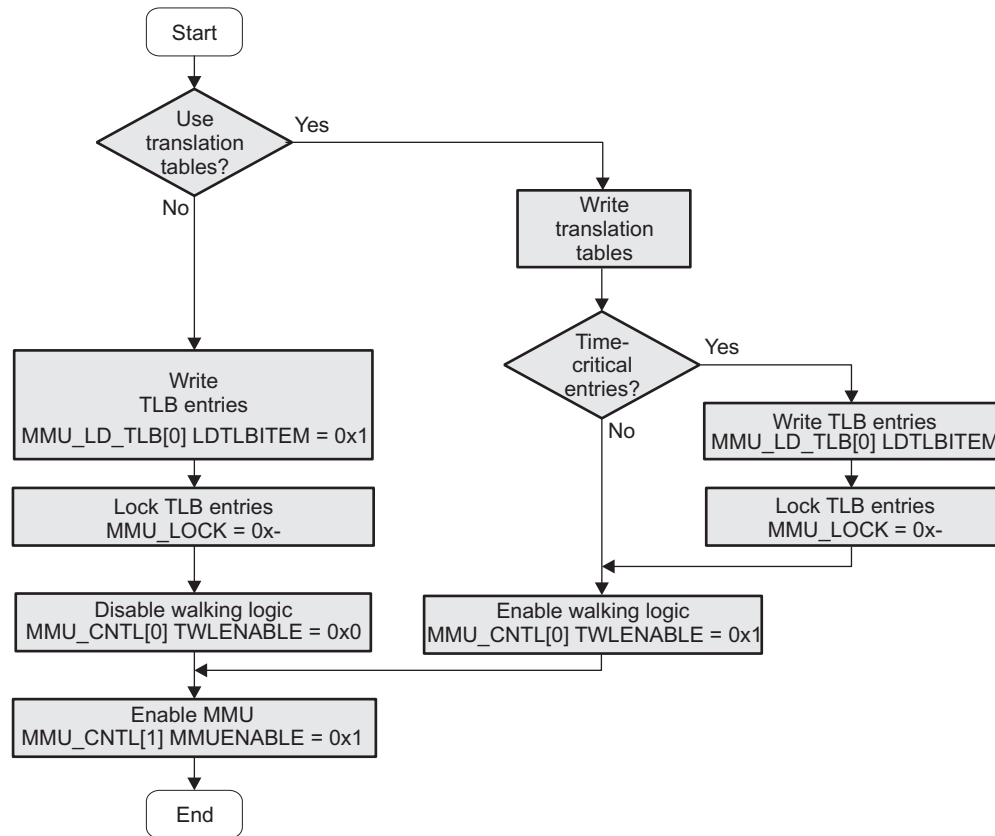 Start
Use
translation
tables?
Yes
No
Write
translation
tables
Time-
critical
entries?
Yes
No
Write
TLB entries
MMU_LD_TLB[0] LDTLBITEM = 0x1
Write TLB entries
MMU_LD_TLB[0] LDTLBITEM
Lock TLB entries
MMU_LOCK = 0x-
Lock TLB entries
MMU_LOCK = 0x-
Disable walking logic
MMU_CNTL[0] TWLENABLE = 0x0
Enable walking logic
MMU_CNTL[0] TWLENABLE = 0x1
Enable MMU
MMU_CNTL[1] MMUENABLE = 0x1
End